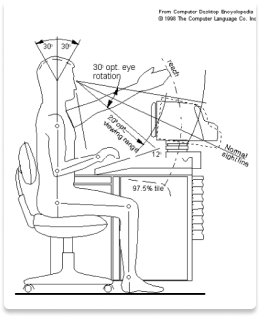 From Computer Desktop Encyclopedia
© 1998 The Computer Language Co. Inc.
30° 30°
30° opt. eye
rotation
reach
20" opt.
viewing range
12"
Normal
sightline
97.5% tile